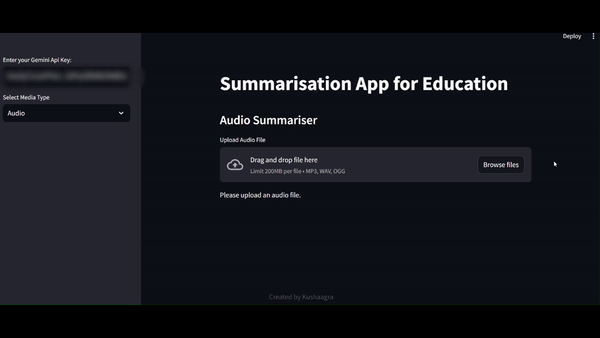 Deploy
Enter your Gemini Api Key:
Select Media Type
Audio
Summarisation App for Education
Audio Summariser
Upload Audio File
Drag and drop file here
Limit 200MB per file • MP3, WAV, OGG
Browse files
Please upload an audio file.
Created by Kushaagra